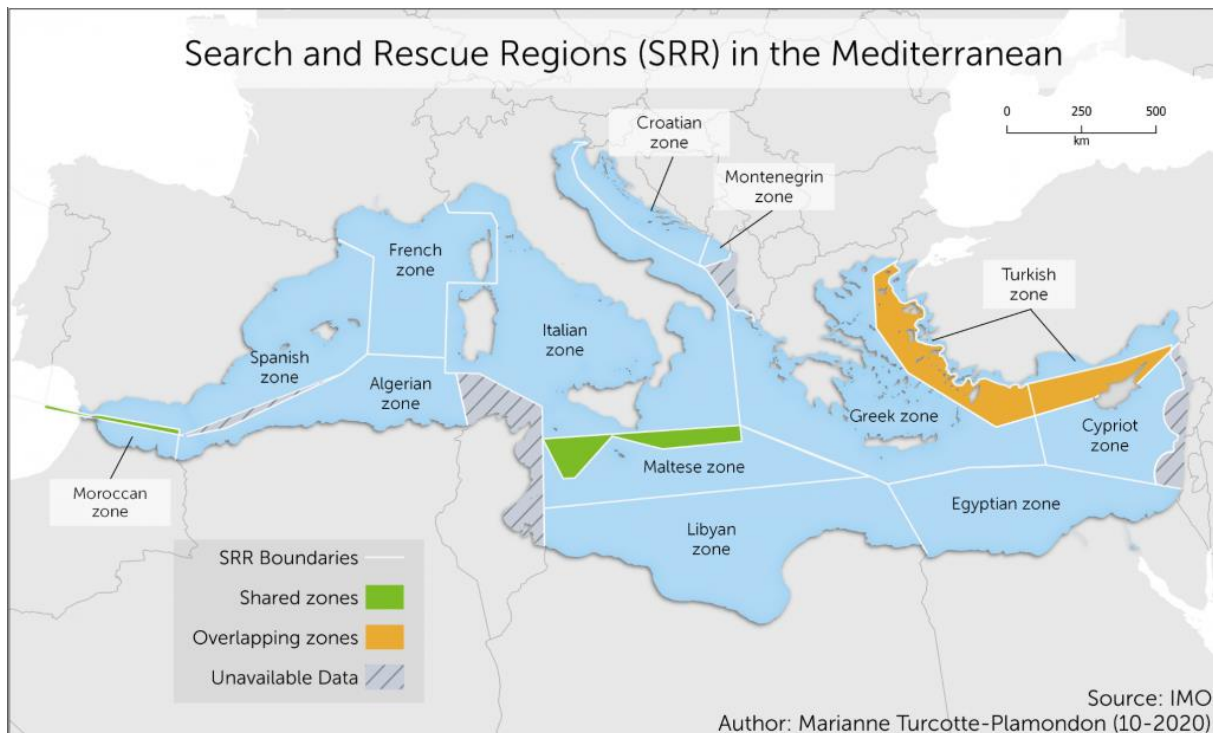 Search and Rescue Regions (SRR) in the Mediterranean
0 250 500
km
Croatian
zone
Montenegrin
zone
French
zone
Turkish
zone
Italian
zone
Spanish
zone
Algerian
zone
Greek zone
Cypriot
zone
Maltese zone
Moroccan
zone
Egyptian zone
Libyan
zone
SRR Boundaries
Shared zones
Overlapping zones
Unavailable Data
Source: IMO
Author: Marianne Turcotte-Plamondon (10-2020)